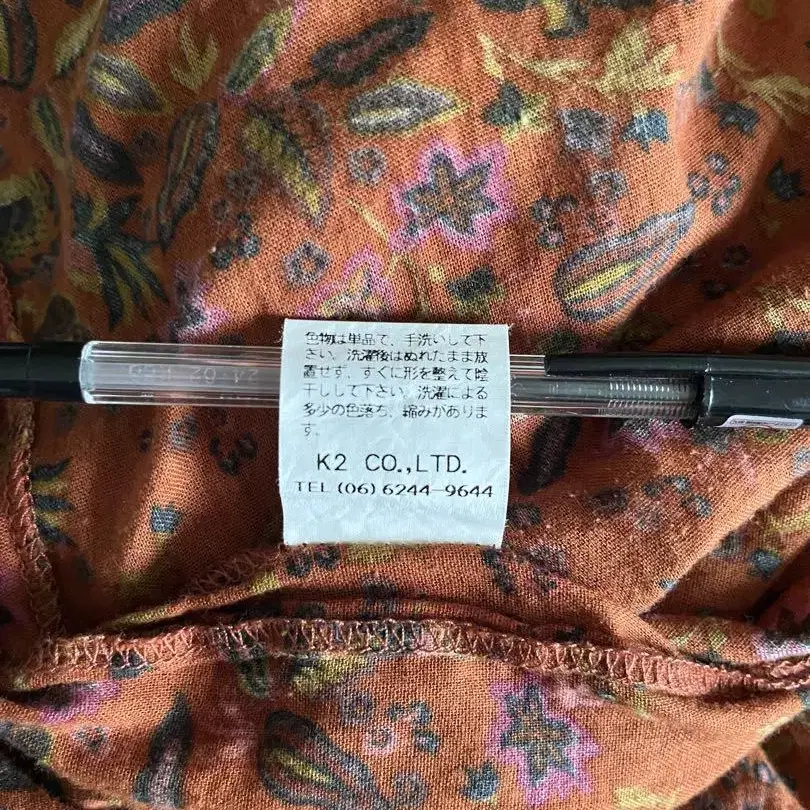 色物は単品で、手洗いして下
さい。洗濯後はぬれたまま放
置せず、すぐに形を整えて陰
干しして下さい。洗濯による
多少の色落ち、縮みがありま
す。
K2 CO.,LTD.
TEL(06)6244-9644